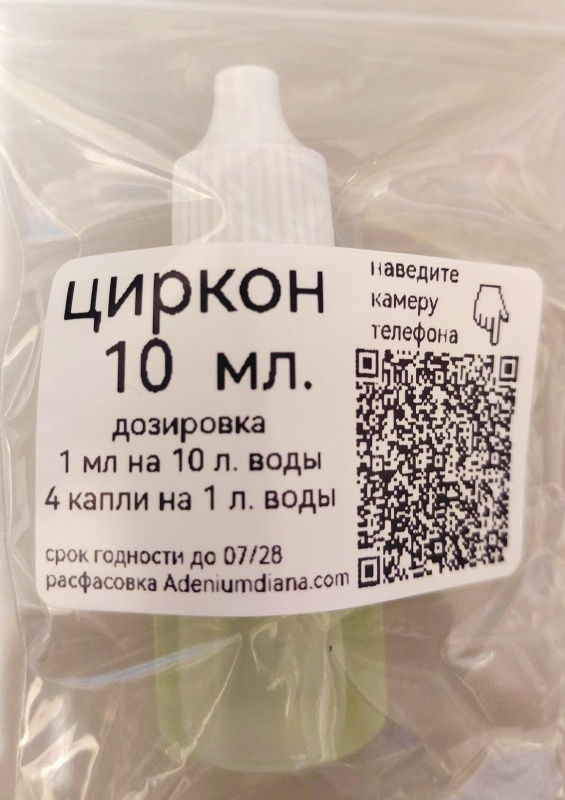 циркон
10 мл.
дозировка
1 мл на 10 л. воды
4 капли на 1 л. воды
срок годности до 07/28
расфасовка Adeniumdiana.com
наведите
камеру
телефона